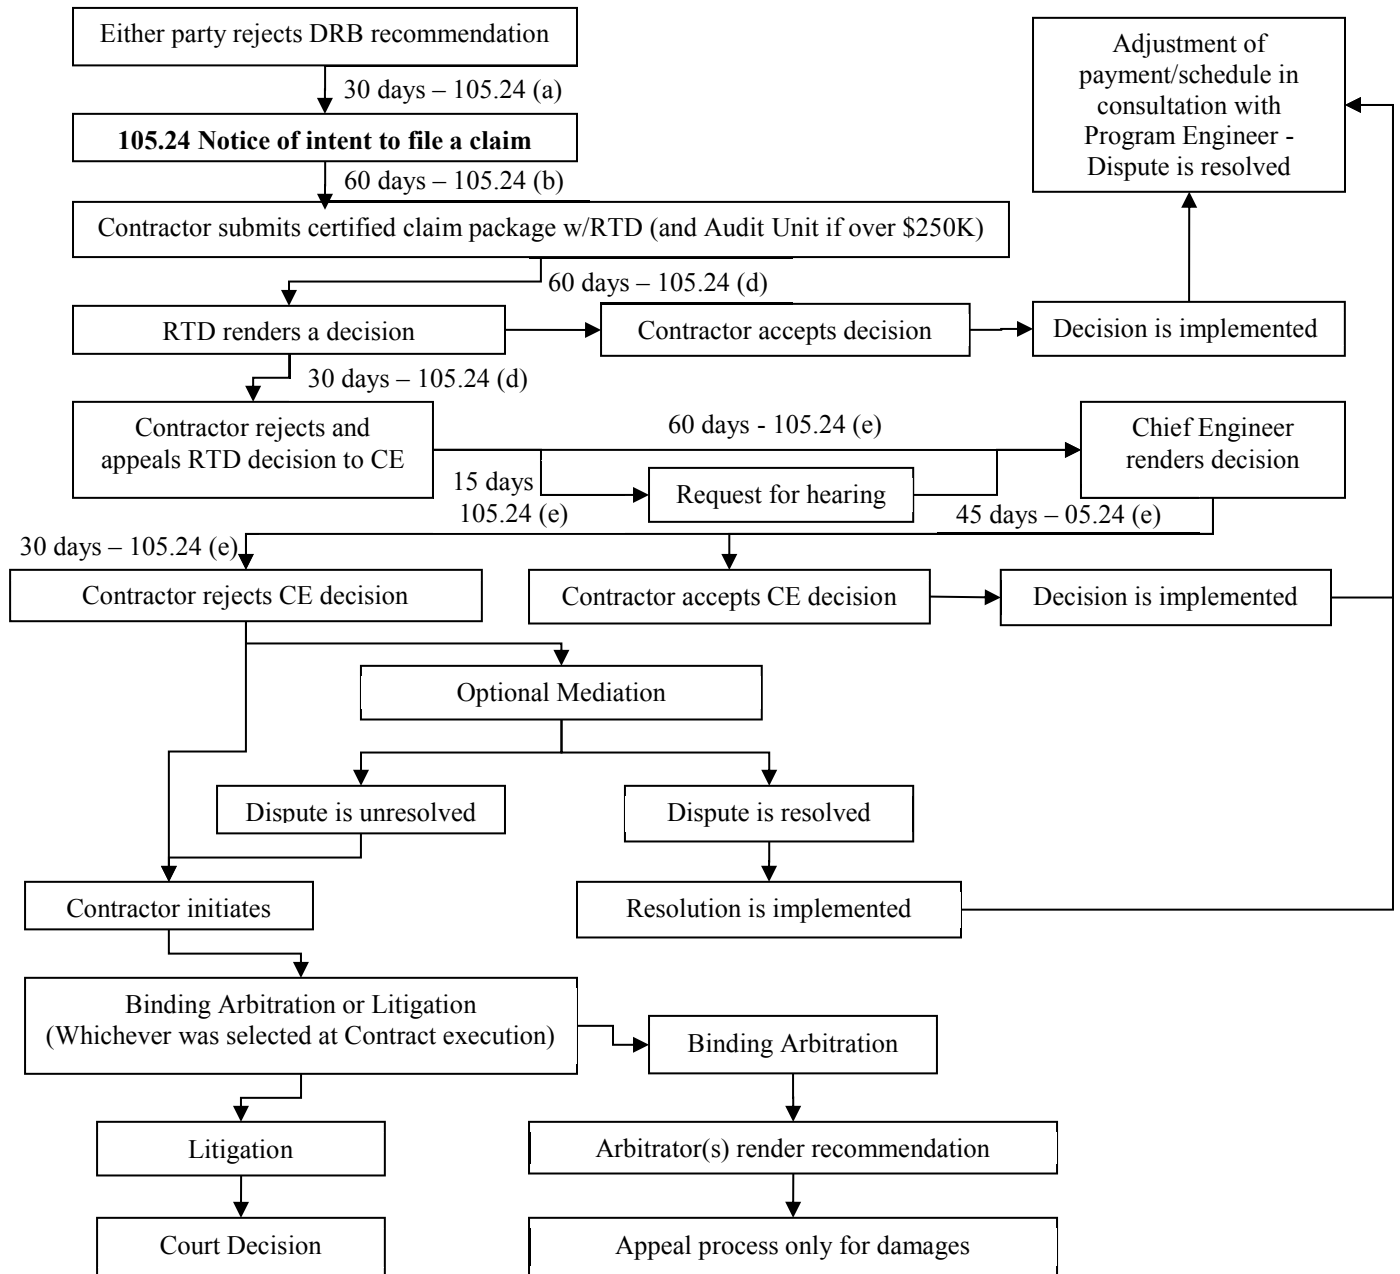 Either party rejects DRB recommendation
30 days – 105.24 (a)
105.24 Notice of intent to file a claim
60 days – 105.24 (b)
Contractor submits certified claim package w/RTD (and Audit Unit if over $250K)
60 days – 105.24 (d)
Adjustment of
payment/schedule in
consultation with
Program Engineer -
Dispute is resolved
RTD renders a decision
Contractor accepts decision
Decision is implemented
30 days – 105.24 (d)
Contractor rejects and
appeals RTD decision to CE
60 days - 105.24 (e)
15 days
105.24 (e)
Request for hearing
Chief Engineer
renders decision
45 days – 05.24 (e)
30 days – 105.24 (e)
Contractor rejects CE decision
Contractor accepts CE decision
Decision is implemented
Optional Mediation
Dispute is unresolved
Dispute is resolved
Contractor initiates
Resolution is implemented
Binding Arbitration or Litigation
(Whichever was selected at Contract execution)
Binding Arbitration
Litigation
Arbitrator(s) render recommendation
Court Decision
Appeal process only for damages